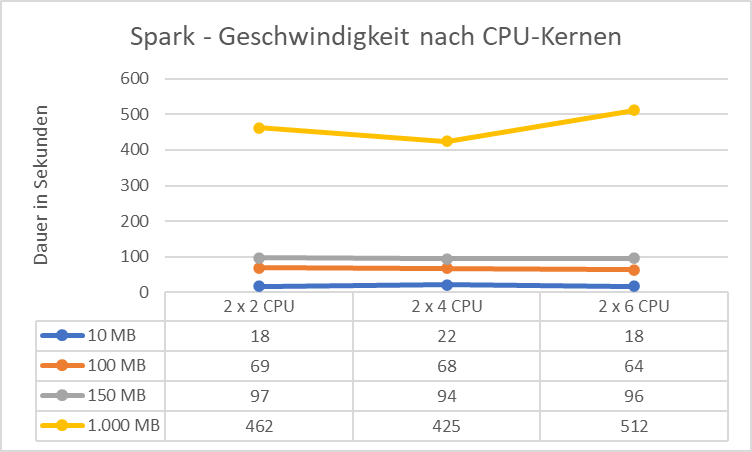 Spark - Geschwindigkeit nach CPU-Kernen
Dauer in Sekunden
600
500
400
300
200
100
0
2 x 2 CPU 2 x 4 CPU 2 x 6 CPU
10 MB 18 22 18
100 MB 69 68 64
150 MB 97 94 96
1.000 MB 462 425 512